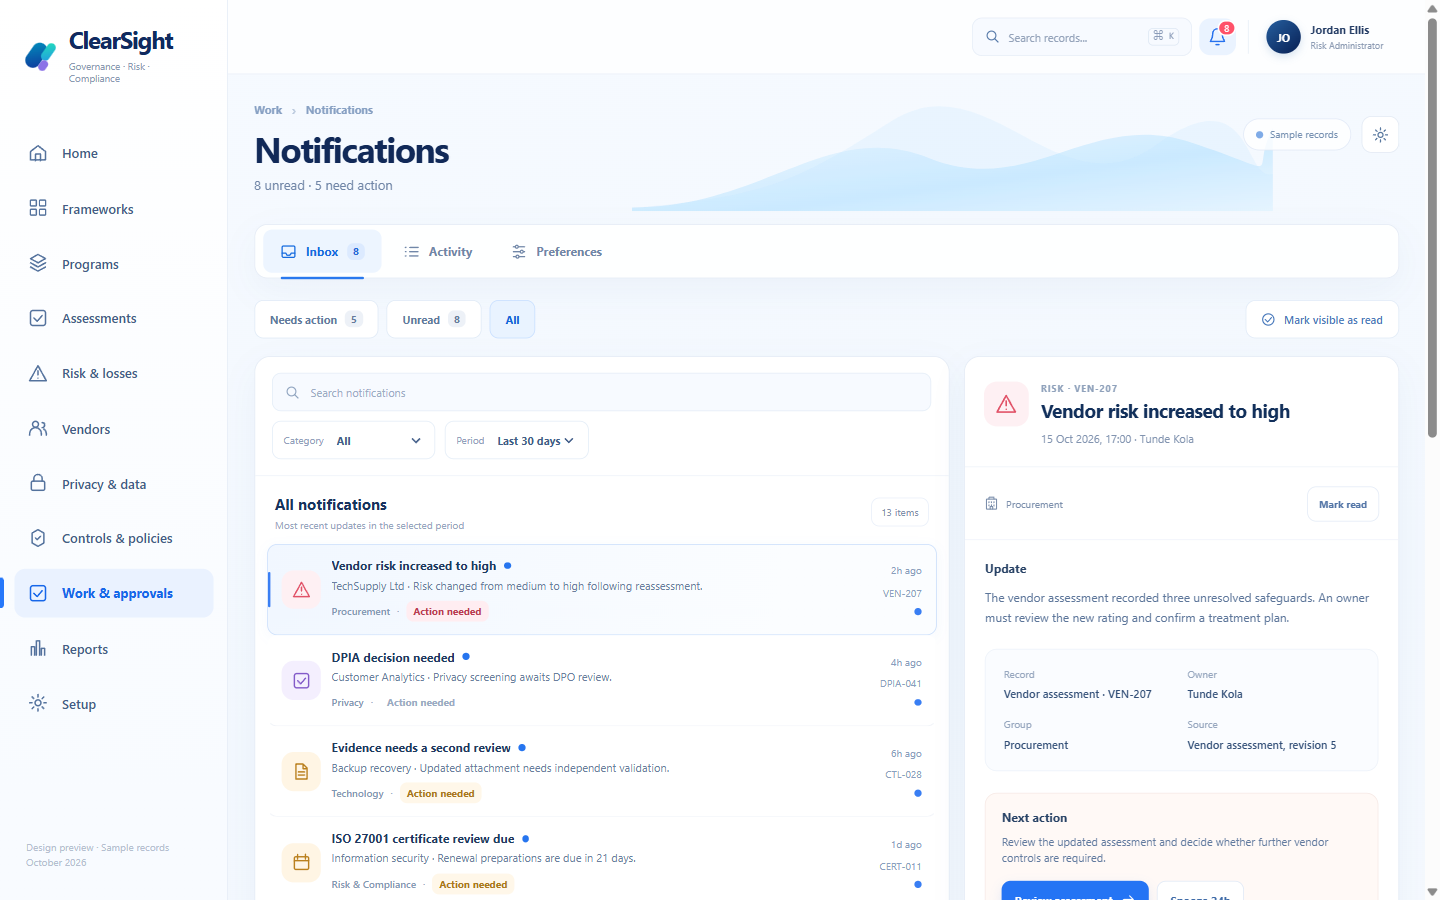 ClearSight
Governance · Risk ·
Compliance
Home
Frameworks
Programs
Assessments
Risk & losses
Vendors
Privacy & data
Controls & policies
Work & approvals
Reports
Setup
Design preview · Sample records
October 2026
Search records...
⌘ K
8
JO
Jordan Ellis
Risk Administrator
Work › Notifications
Notifications
8 unread · 5 need action
Sample records
Inbox 8
Activity
Preferences
Needs action 5
Unread 8
All
Mark visible as read
Search notifications
Category All
Period Last 30 days
All notifications
Most recent updates in the selected period
13 items
Vendor risk increased to high
TechSupply Ltd · Risk changed from medium to high following reassessment.
Procurement · Action needed
2h ago
VEN-207
DPIA decision needed
Customer Analytics · Privacy screening awaits DPO review.
Privacy · Action needed
4h ago
DPIA-041
Evidence needs a second review
Backup recovery · Updated attachment needs independent validation.
Technology · Action needed
6h ago
CTL-028
ISO 27001 certificate review due
Information security · Renewal preparations are due in 21 days.
Risk & Compliance · Action needed
1d ago
CERT-011
RISK · VEN-207
Vendor risk increased to high
15 Oct 2026, 17:00 · Tunde Kola
Procurement
Mark read
Update
The vendor assessment recorded three unresolved safeguards. An owner
must review the new rating and confirm a treatment plan.
Record
Vendor assessment · VEN-207
Owner
Tunde Kola
Group
Procurement
Source
Vendor assessment, revision 5
Next action
Review the updated assessment and decide whether further vendor
controls are required.
Review assessment →
Snooze 24h